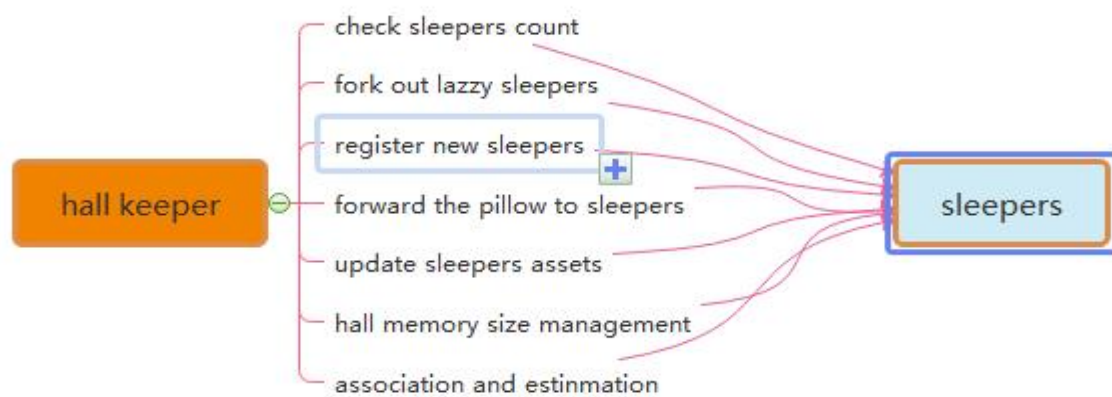 check sleepers count
fork out lazzy sleepers
register new sleepers
hall keeper
forward the pillow to sleepers
sleepers
update sleepers assets
hall memory size management
association and estinmation